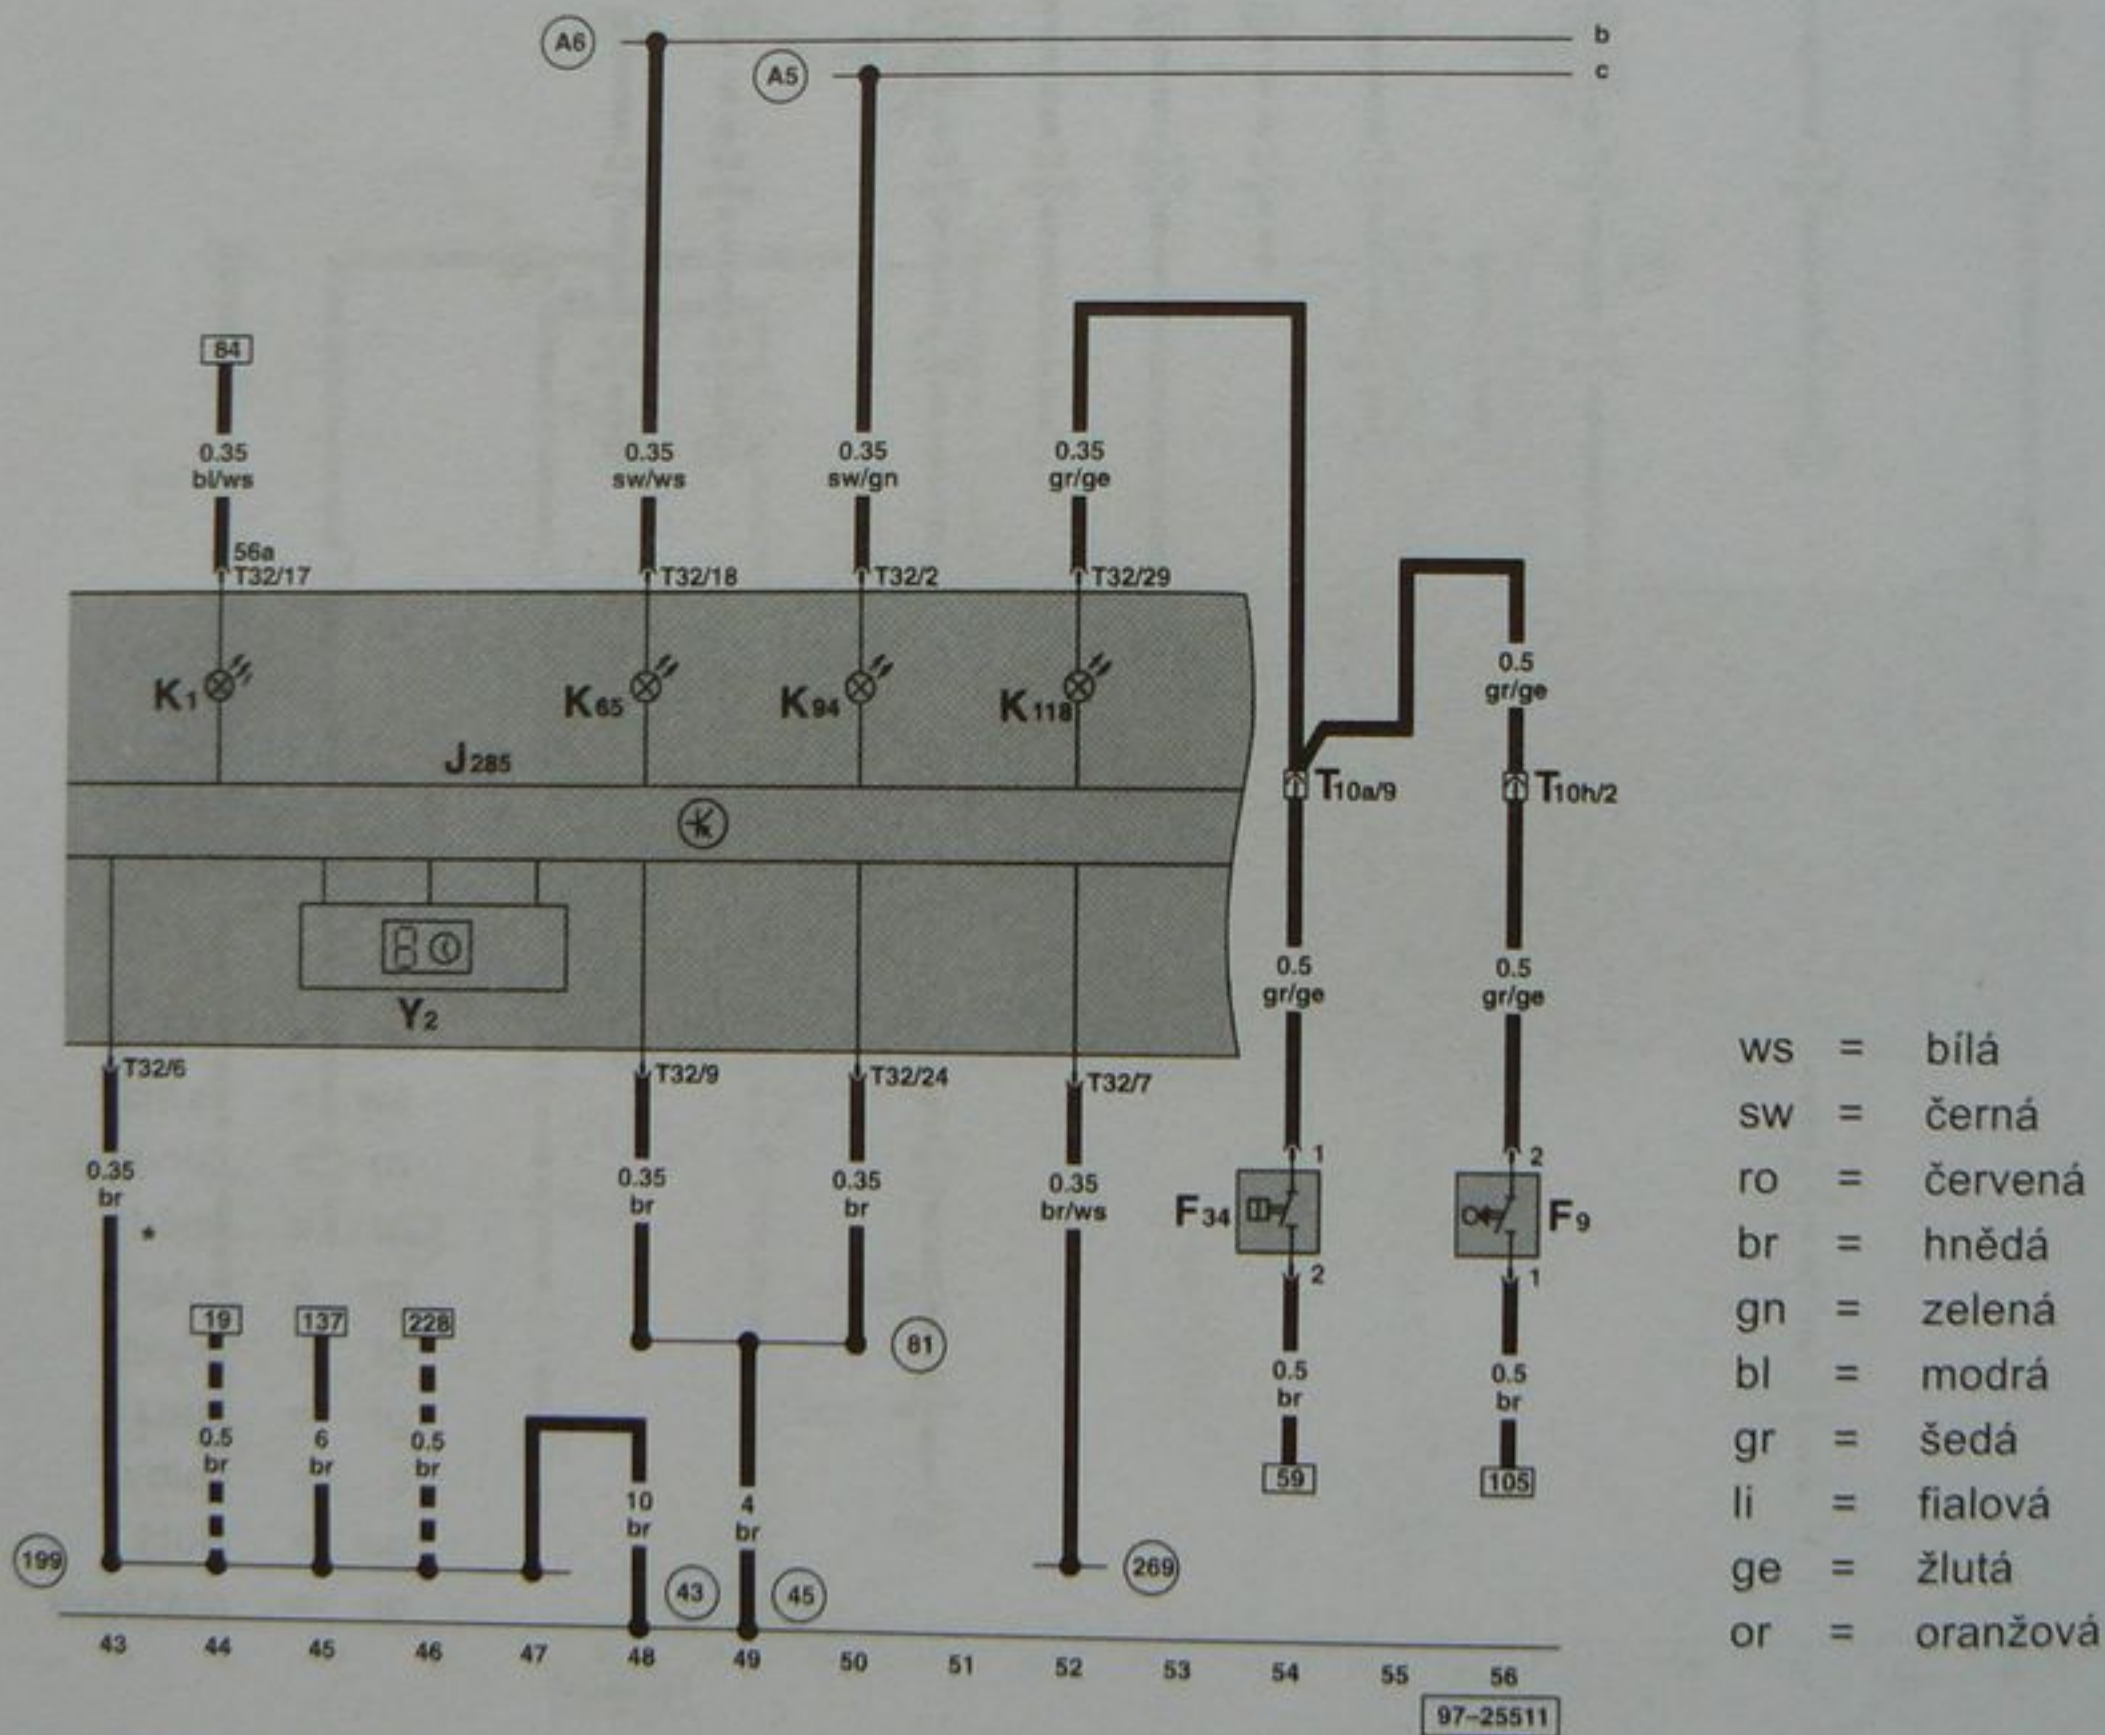 A6 b
A5 c
84
0.35 0.35 0.35 0.35
bl/ws sw/ws sw/gn gr/ge
56a
T32/17 T32/18 T32/2 T32/29
0.5
gr/ge
K1 K65 K94 K118
J285
T10a/9 T10h/2
0.5 0.5
gr/ge gr/ge
Y2
T32/6 T32/9 T32/24 T32/7
1 2
0.35 0.35 0.35 0.35
br br br br/ws
F34 F9
*
2 1
19 137 228
81
0.5 0.5
br br
0.5 6 0.5
br br br
59 105
10 4
br br
199 43 45 269
43 44 45 46 47 48 49 50 51 52 53 54 55 56
97-25511
ws = bílá
sw = černá
ro = červená
br = hnědá
gn = zelená
bl = modrá
gr = šedá
li = fialová
ge = žlutá
or = oranžová